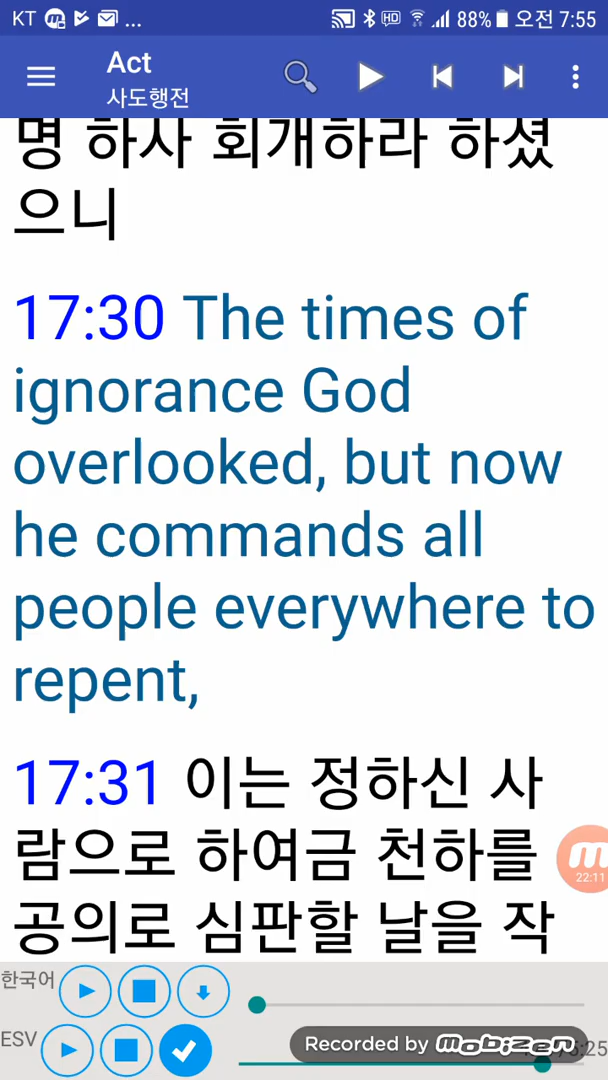 KT ... HD 88% 오전 7:55
Act
사도행전
명 하사 회개하라 하셨
으니
17:30 The times of
ignorance God
overlooked, but now
he commands all
people everywhere to
repent,
17:31 이는 정하신 사
람으로 하여금 천하를
22:11
공의로 심판할 날을 작
한국어
ESV
Recorded by mobizen
:25